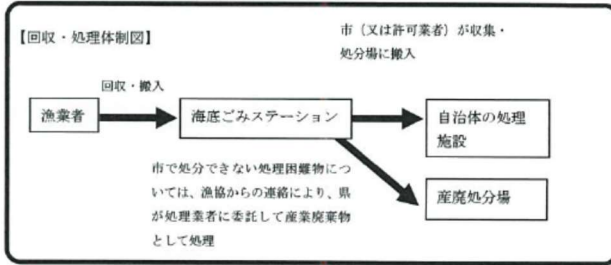 【回収・処理体制図】
市（又は許可業者）が収集・
処分場に搬入
回収・搬入
漁業者
海底ごみステーション
自治体の処理
施設
市で処分できない処理困難物につ
いては、漁協からの連絡により、県
が処理業者に委託して産業廃棄物
として処理
産廃処分場